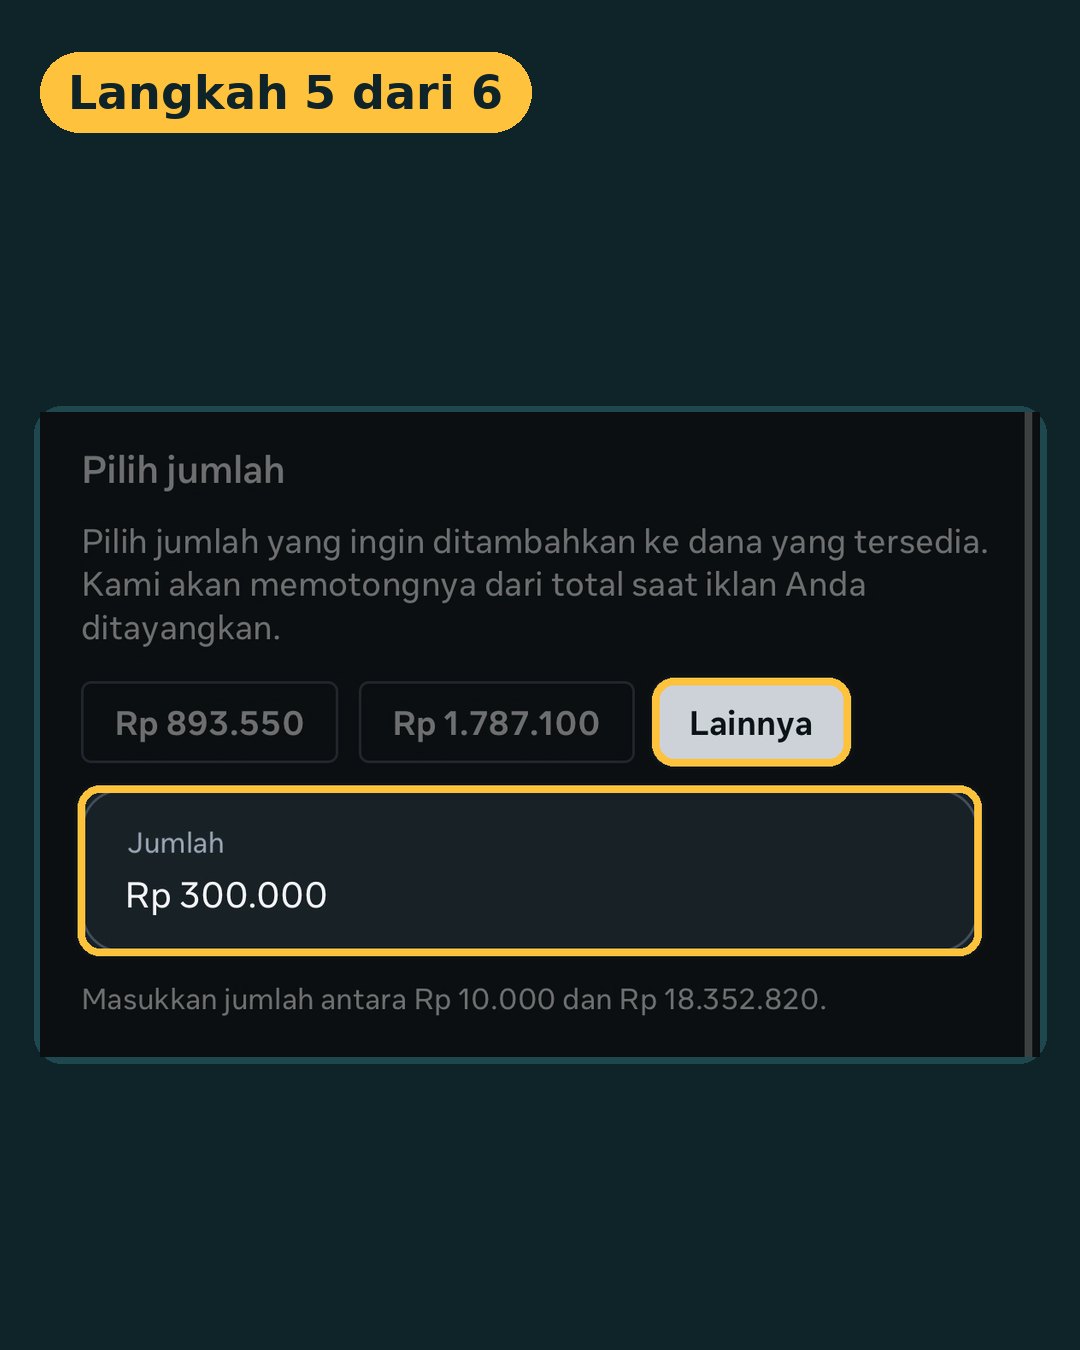 Langkah 5 dari 6
Pilih jumlah
Pilih jumlah yang ingin ditambahkan ke dana yang tersedia.
Kami akan memotongnya dari total saat iklan Anda
ditayangkan.
Rp 893.550
Rp 1.787.100
Lainnya
Jumlah
Rp 300.000
Masukkan jumlah antara Rp 10.000 dan Rp 18.352.820.